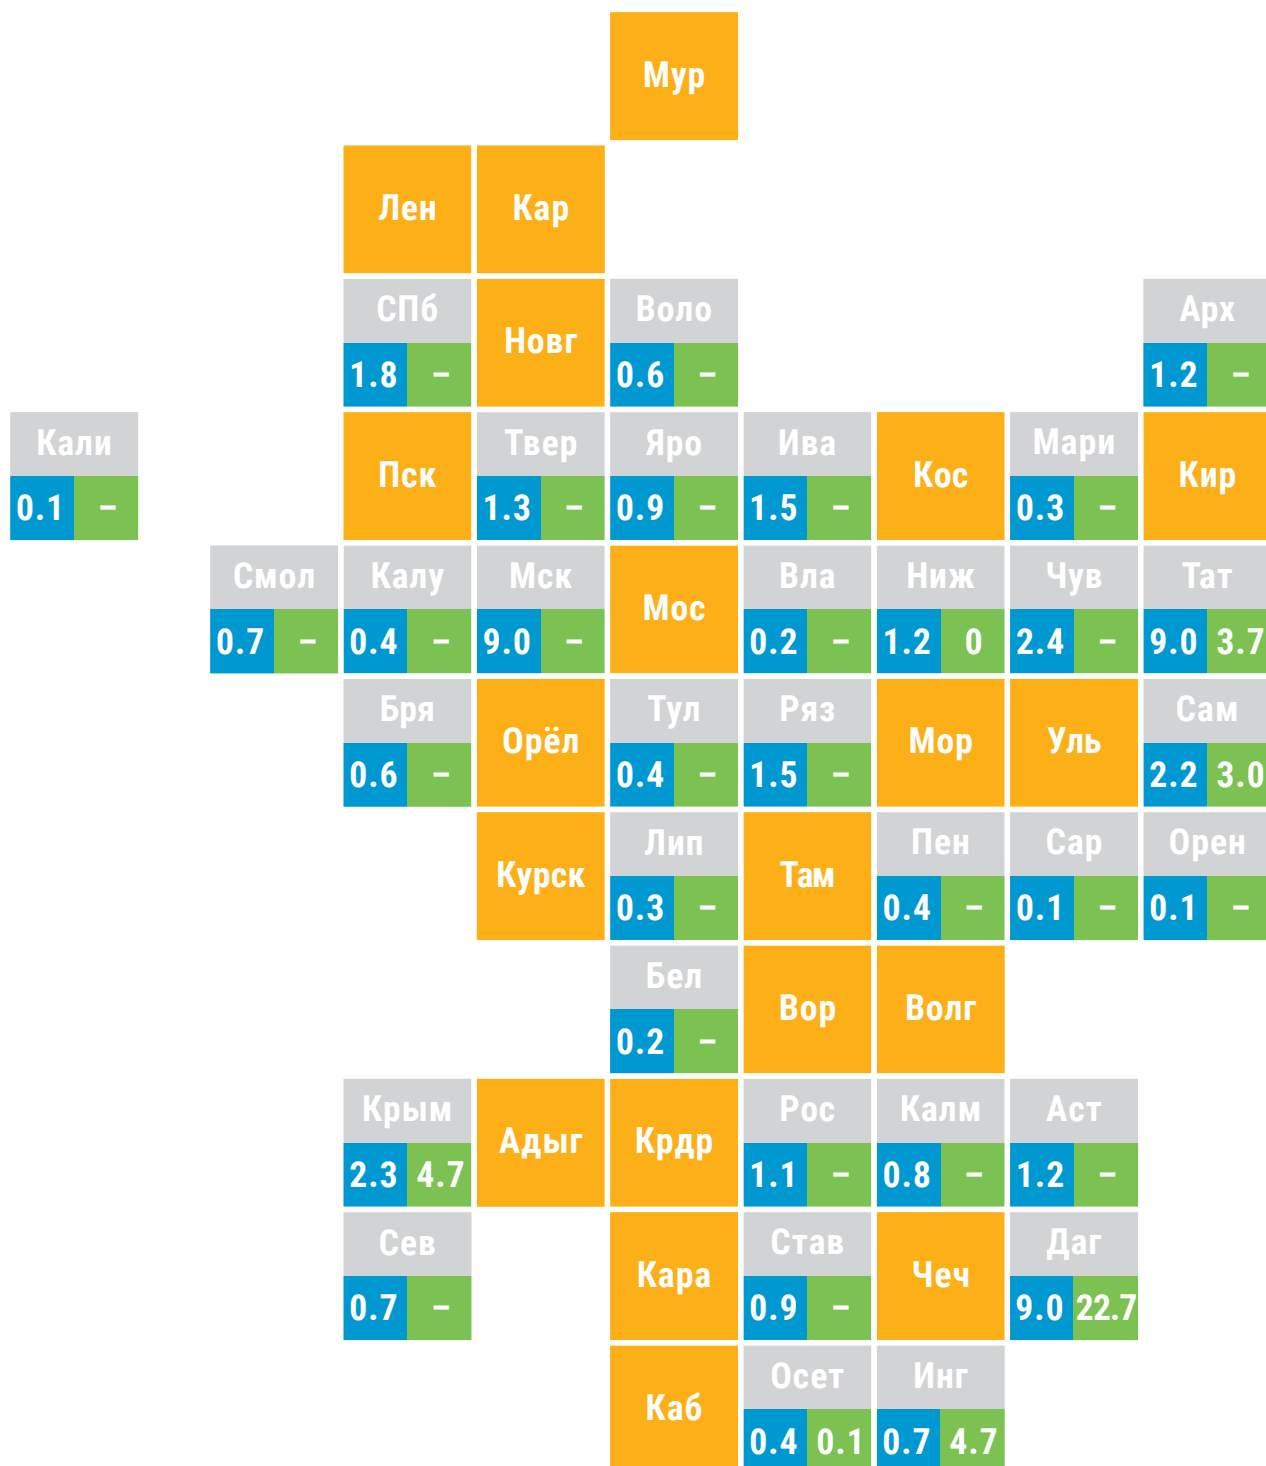 Мур
Лен Кар
СПб Новг Воло Арх
1.8 – 0.6 – 1.2 –
Кали Пск Твер Яро Ива Кос Мари Кир
0.1 – 1.3 – 0.9 – 1.5 – 0.3 –
Смол Калу Мск Мос Вла Ниж Чув Тат
0.7 – 0.4 – 9.0 – 0.2 – 1.2 0 2.4 – 9.0 3.7
Бря Орёл Тул Ряз Мор Уль Сам
0.6 – 0.4 – 1.5 – 2.2 3.0
Курск Лип Там Пен Сар Орен
0.3 – 0.4 – 0.1 – 0.1 –
Бел Вор Волг
0.2 –
Крым Адыг Крдр Рос Калм Аст
2.3 4.7 1.1 – 0.8 – 1.2 –
Сев Кара Став Чеч Даг
0.7 – 0.9 – 9.0 22.7
Каб Осет Инг
0.4 0.1 0.7 4.7